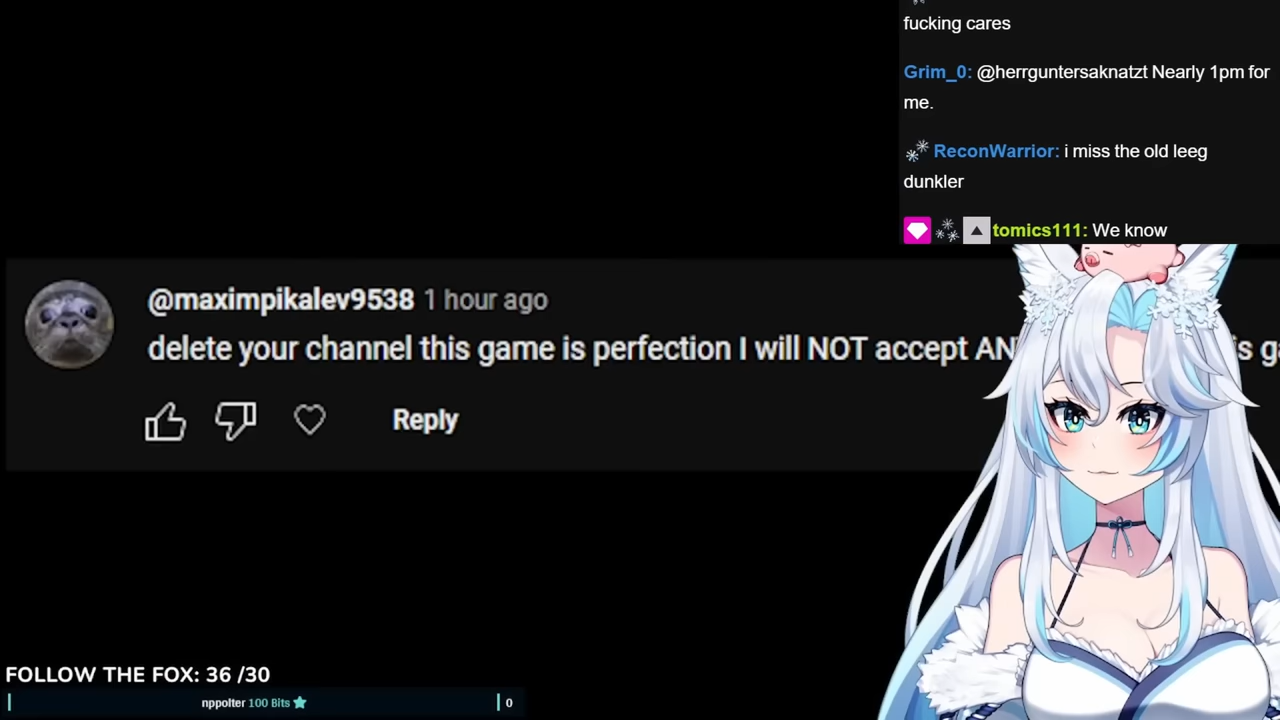 fucking cares
Grim_0: @herrguntersaknatzt Nearly 1pm for
me.
ReconWarrior: i miss the old leeg
dunkler
tomics111: We know
@maximpikalev9538 1 hour ago
delete your channel this game is perfection I will NOT accept
Reply
FOLLOW THE FOX: 36 /30
nppolter 100 Bits
0